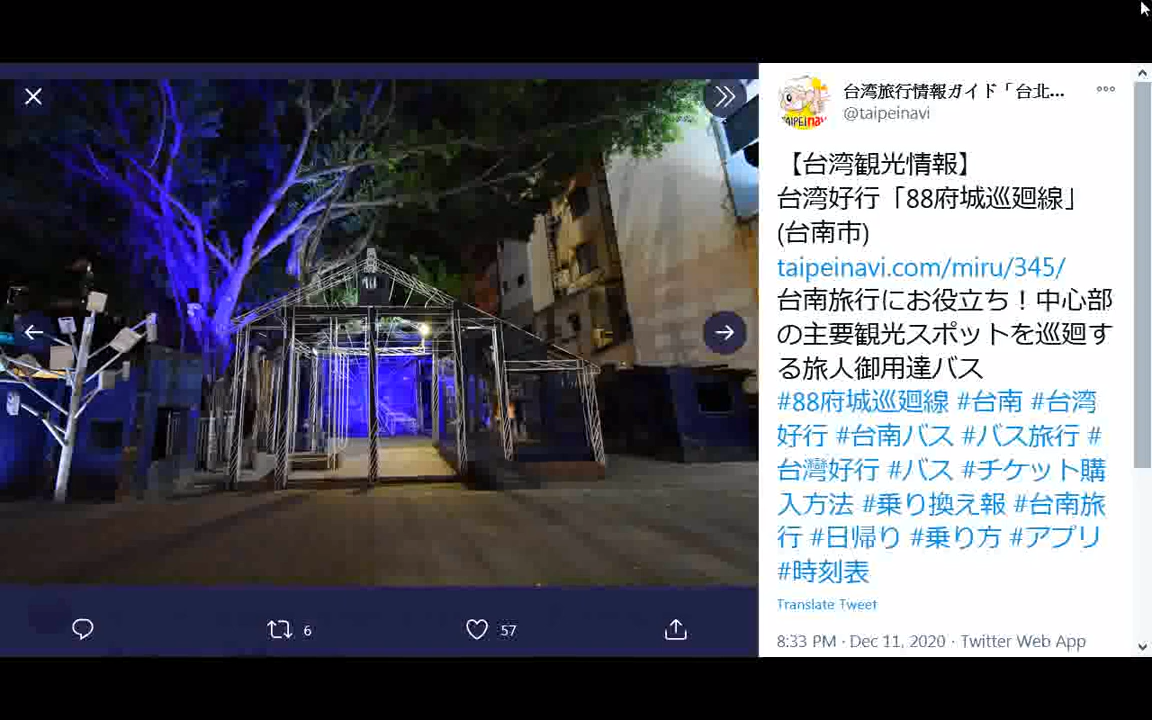 台湾旅行情報ガイド「台北...
@taipeinavi
【台湾観光情報】
台湾好行「88府城巡廻線」
(台南市)
taipeinavi.com/miru/345/
台南旅行にお役立ち！中心部
の主要観光スポットを巡廻す
る旅人御用達バス
#88府城巡廻線 #台南 #台湾
好行 #台南バス #バス旅行 #
台灣好行 #バス #チケット購
入方法 #乗り換え報 #台南旅
行 #日帰り #乗り方 #アプリ
#時刻表
Translate Tweet
8:33 PM · Dec 11, 2020 · Twitter Web App
6
57
TAIPEI navi